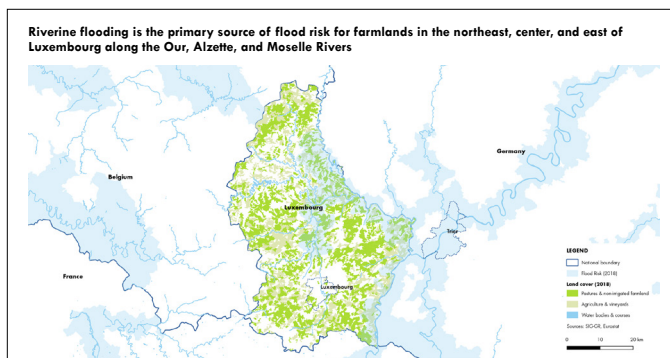 Riverine flooding is the primary source of flood risk for farmlands in the northeast, center, and east of
Luxembourg along the Our, Alzette, and Moselle Rivers
Germany
Belgium
Luxembourg
Trier
France
Luxembourg
LEGEND
National boundary
Flood Risk (2018)
Land cover (2018)
Pastures & non-irrigated farmland
Agriculture & vineyards
Water bodies & courses
Sources: SIG-GR, Eurostat
0 10 20 km